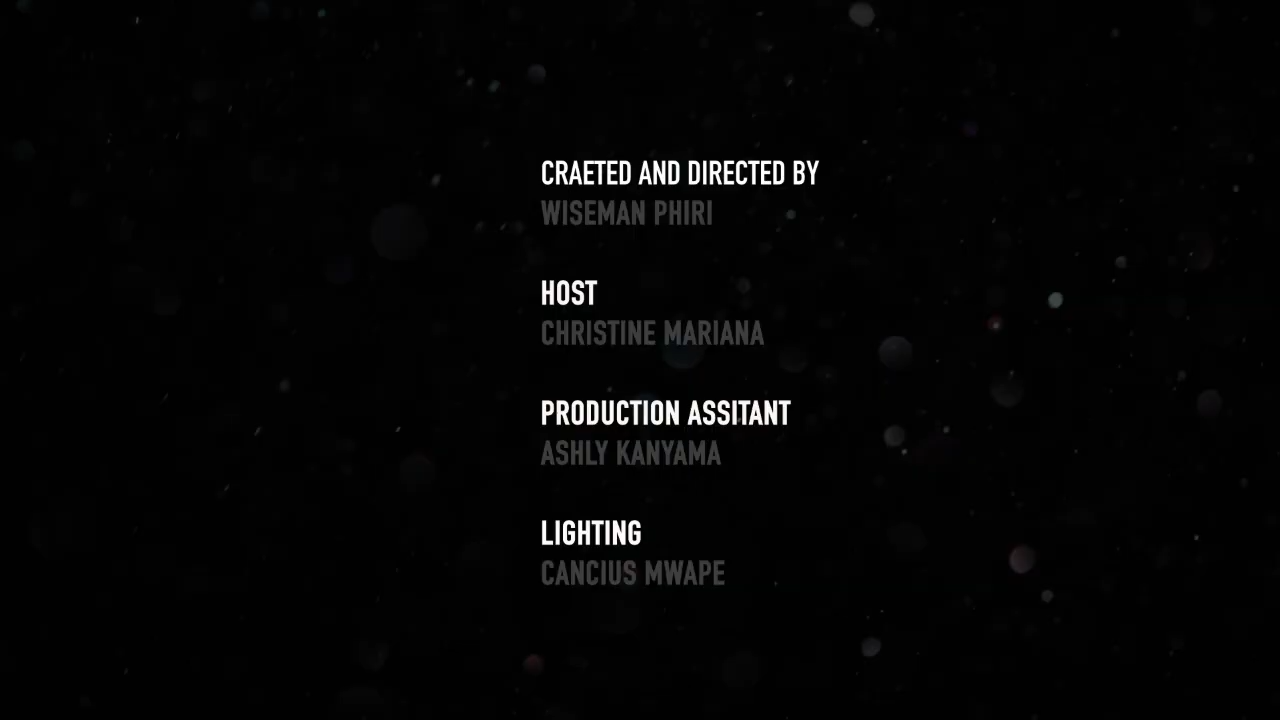 CRAETED AND DIRECTED BY
WISEMAN PHIRI
HOST
CHRISTINE MARIANA
PRODUCTION ASSITANT
ASHLY KANYAMA
LIGHTING
CANCIUS MWAPE